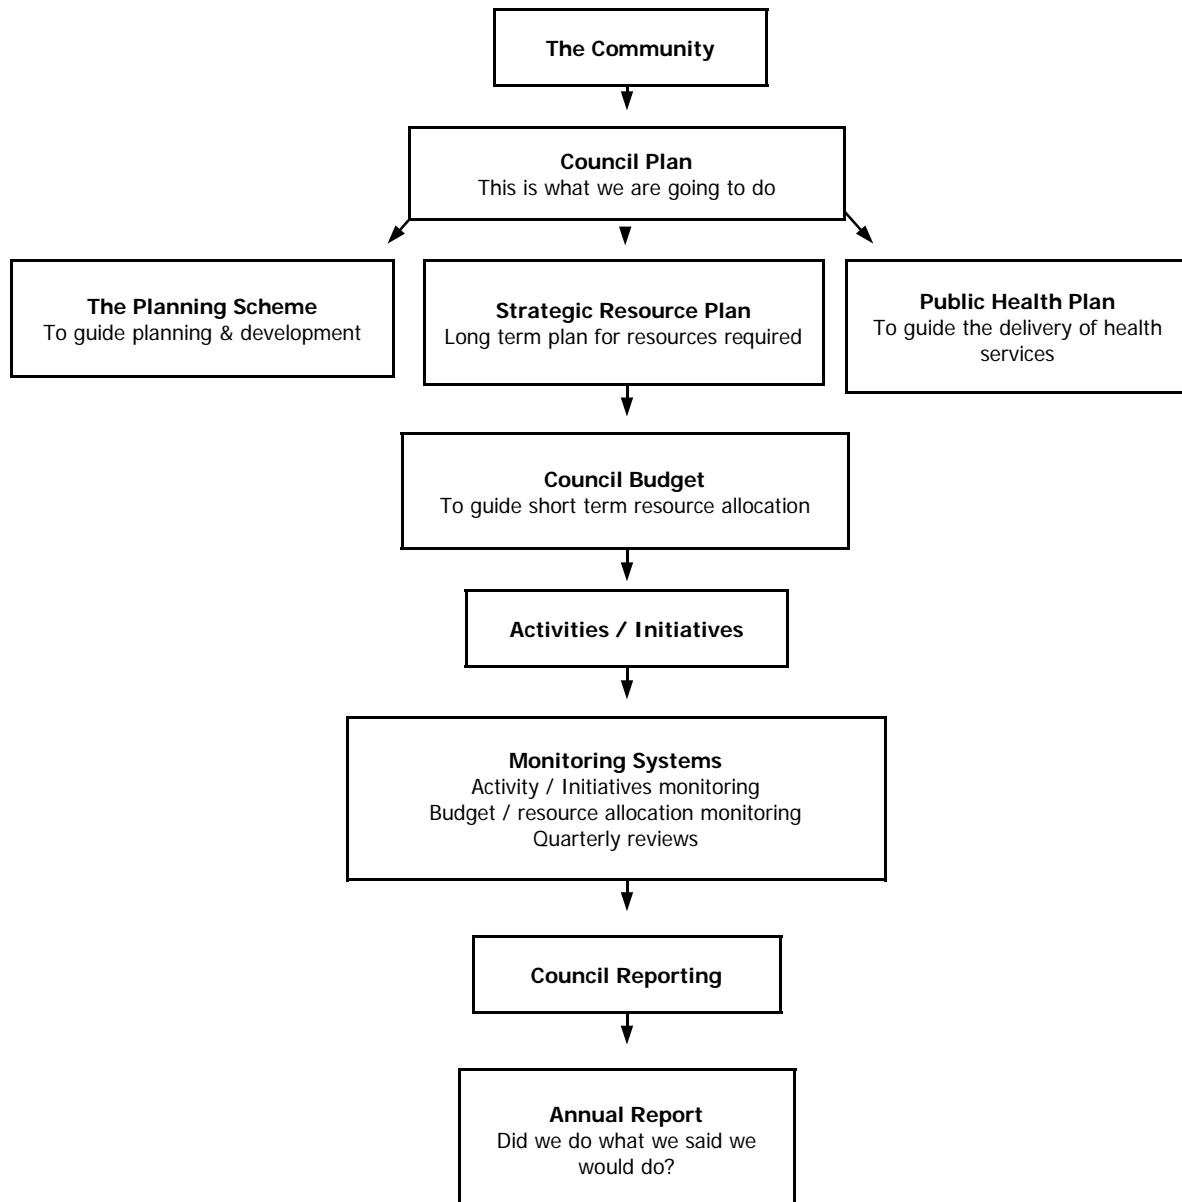 The Community
Council Plan
This is what we are going to do
The Planning Scheme
To guide planning & development
Strategic Resource Plan
Long term plan for resources required
Public Health Plan
To guide the delivery of health
services
Council Budget
To guide short term resource allocation
Activities / Initiatives
Monitoring Systems
Activity / Initiatives monitoring
Budget / resource allocation monitoring
Quarterly reviews
Council Reporting
Annual Report
Did we do what we said we
would do?